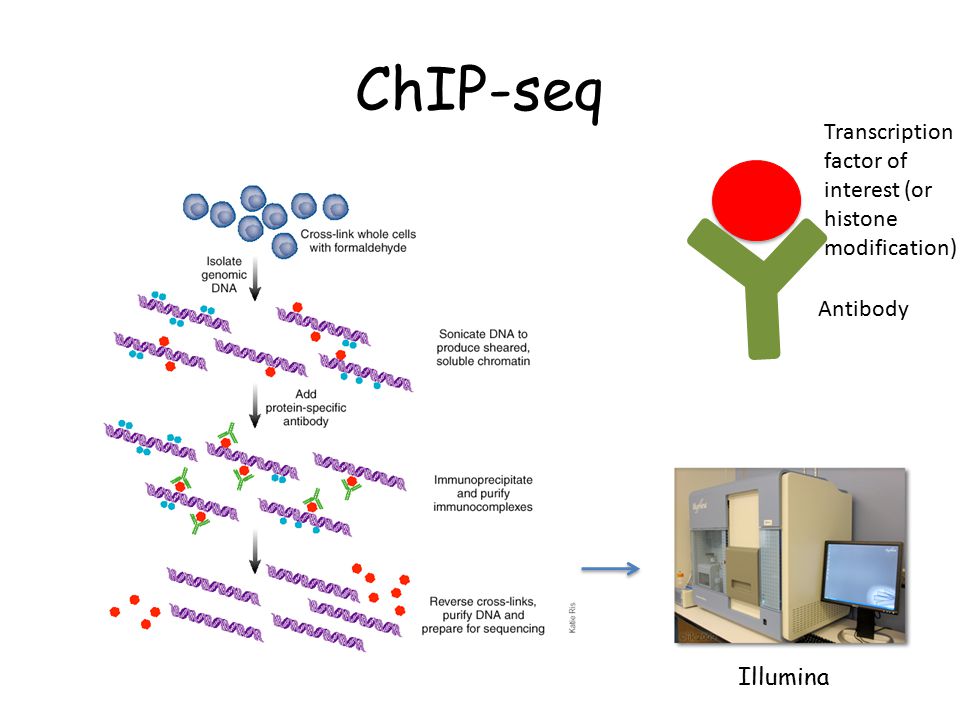 ChIP-seq
Transcription
factor of
interest (or
histone
modification)
Antibody
Cross-link whole cells
with formaldehyde
Isolate
genomic
DNA
Sonicate DNA to
produce sheared,
soluble chromatin
Add
protein-specific
antibody
Immunoprecipitate
and purify
immunocomplexes
Reverse cross-links,
purify DNA and
prepare for sequencing
Katie Ris
illumina
Illumina